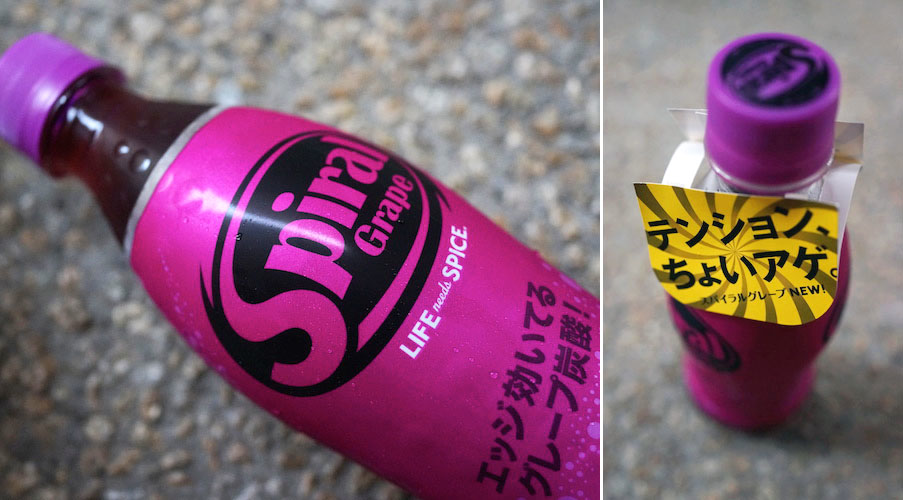 Spiral
Grape
LIFE needs SPICE.
エッジ効いてる
グレープ炭酸!
Spiral
テンション、
ちょいアゲ。
スパイラルグレープ NEW!